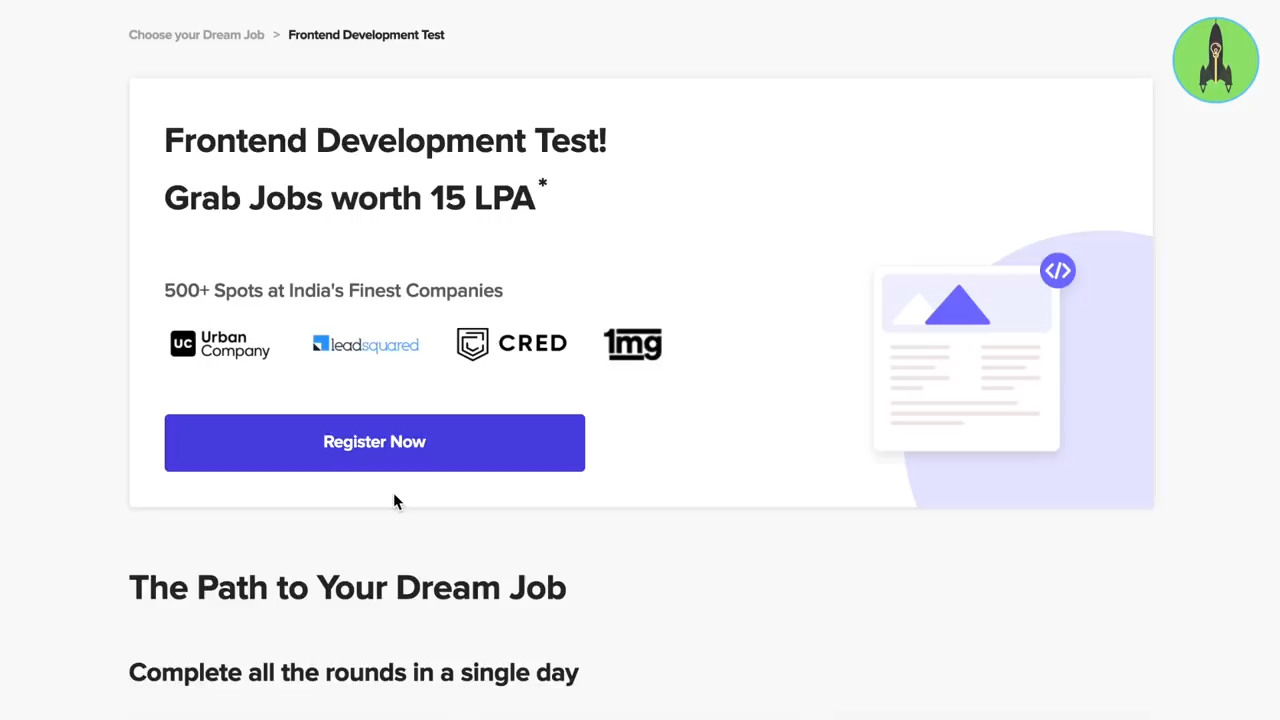 Choose your Dream Job > Frontend Development Test
Frontend Development Test!
Grab Jobs worth 15 LPA*
500+ Spots at India's Finest Companies
UC Urban Company leadsquared CRED 1mg
Register Now
</>
The Path to Your Dream Job
Complete all the rounds in a single day